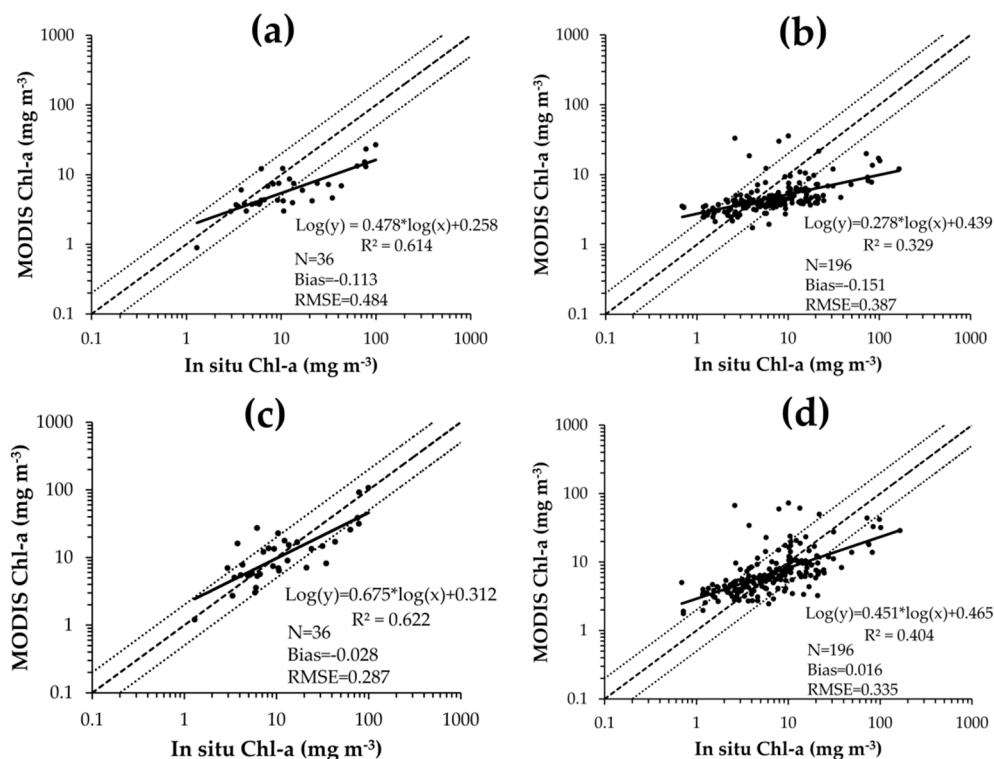 (a)
1000
100
10
1
0.1
MODIS Chl-a (mg m⁻³)
Log(y) = 0.478*log(x)+0.258
R² = 0.614
N=36
Bias=-0.113
RMSE=0.484
0.1 1 10 100 1000
In situ Chl-a (mg m⁻³)
(b)
1000
100
10
1
0.1
MODIS Chl-a (mg m⁻³)
Log(y)=0.278*log(x)+0.439
R² = 0.329
N=196
Bias=-0.151
RMSE=0.387
0.1 1 10 100 1000
In situ Chl-a (mg m⁻³)
(c)
1000
100
10
1
0.1
MODIS Chl-a (mg m⁻³)
Log(y)=0.675*log(x)+0.312
R² = 0.622
N=36
Bias=-0.028
RMSE=0.287
0.1 1 10 100 1000
In situ Chl-a (mg m⁻³)
(d)
1000
100
10
1
0.1
MODIS Chl-a (mg m⁻³)
Log(y)=0.451*log(x)+0.465
R² = 0.404
N=196
Bias=0.016
RMSE=0.335
0.1 1 10 100 1000
In situ Chl-a (mg m⁻³)